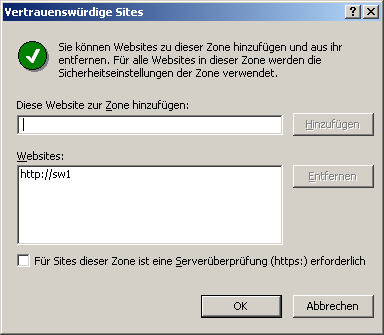 Vertrauenswürdige Sites
Sie können Websites zu dieser Zone hinzufügen und aus ihr
entfernen. Für alle Websites in dieser Zone werden die
Sicherheitseinstellungen der Zone verwendet.
Diese Website zur Zone hinzufügen:
Hinzufügen
Websites:
http://sw1
Entfernen
Für Sites dieser Zone ist eine Serverüberprüfung (https:) erforderlich
OK
Abbrechen